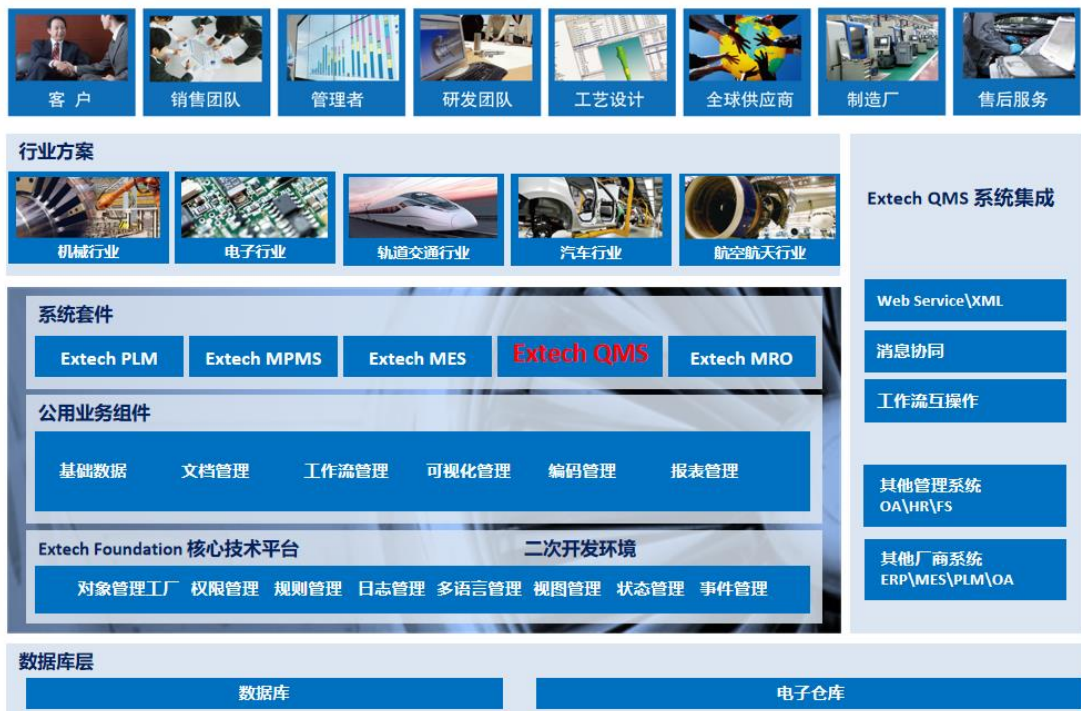 客户
销售团队
管理者
研发团队
工艺设计
全球供应商
制造厂
售后服务
行业方案
机械行业
电子行业
轨道交通行业
汽车行业
航空航天行业
系统套件
Extech PLM
Extech MPMS
Extech MES
Extech QMS
Extech MRO
公用业务组件
基础数据
文档管理
工作流管理
可视化管理
编码管理
报表管理
Extech Foundation 核心技术平台
二次开发环境
对象管理工厂
权限管理
规则管理
日志管理
多语言管理
视图管理
状态管理
事件管理
Extech QMS 系统集成
Web Service\XML
消息协同
工作流互操作
其他管理系统
OA\HR\FS
其他厂商系统
ERP\MES\PLM\OA
数据库层
数据库
电子仓库